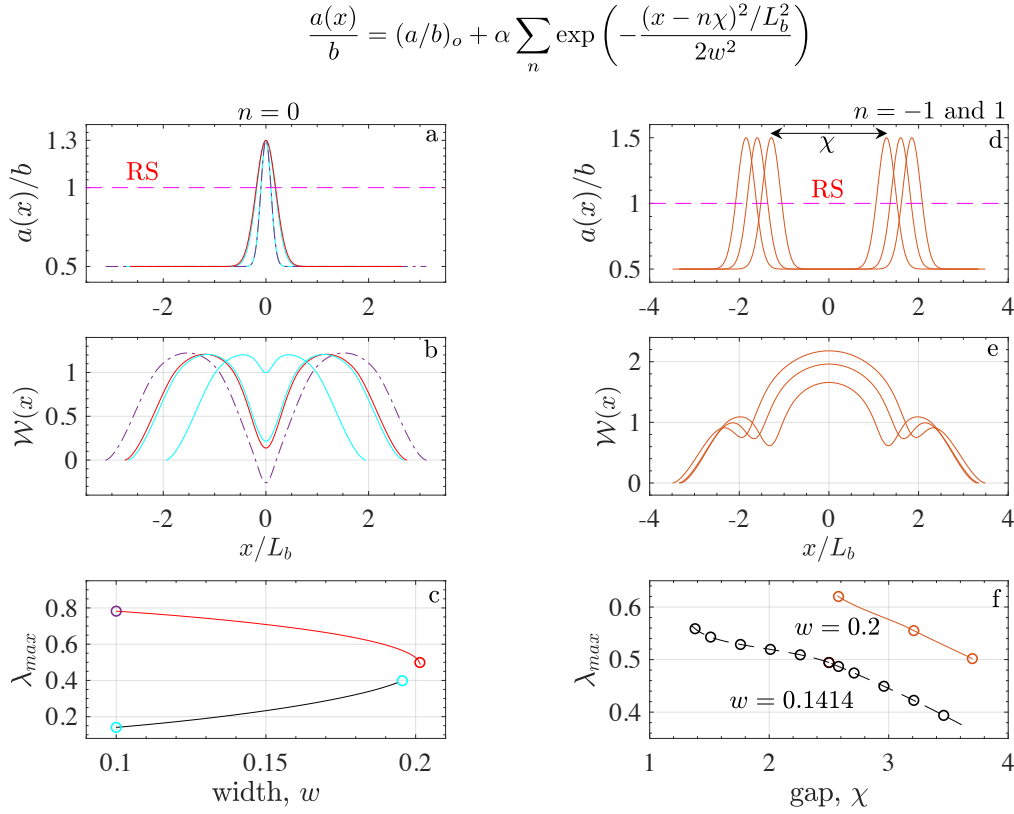 a(x)/b = (a/b)ₒ + α ∑ₙ exp ( − (x − nχ)²/L_b² / 2w² )
n = 0
n = −1 and 1
a
1.3
1
0.5
a(x)/b
RS
-2 0 2
d
1.5
1
0.5
a(x)/b
χ
RS
-4 -2 0 2 4
b
1
0.5
0
𝒲(x)
-2 0 2
x/L_b
e
2
1
0
𝒲(x)
-4 -2 0 2 4
x/L_b
c
0.8
0.6
0.4
0.2
λ_max
0.1 0.15 0.2
width, w
f
0.6
0.5
0.4
λ_max
w = 0.2
w = 0.1414
1 2 3 4
gap, χ